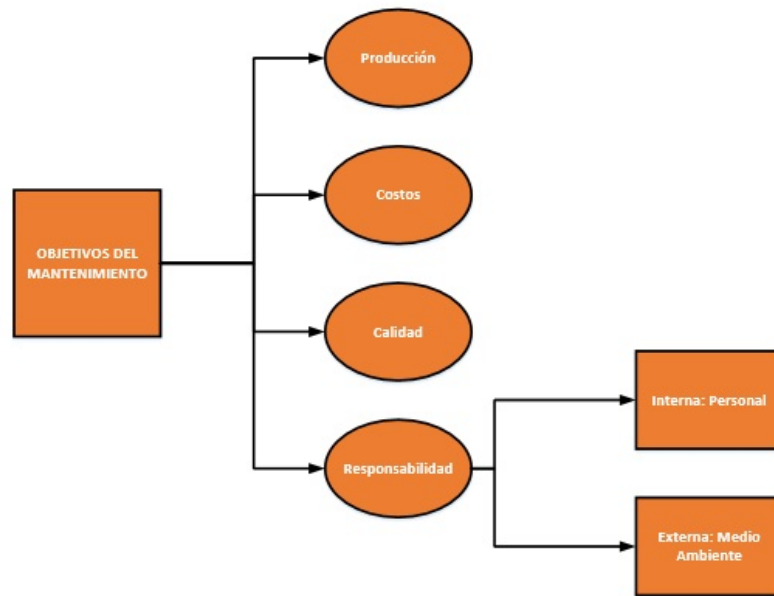 OBJETIVOS DEL
MANTENIMIENTO
Producción
Costos
Calidad
Responsabilidad
Interna: Personal
Externa: Medio
Ambiente